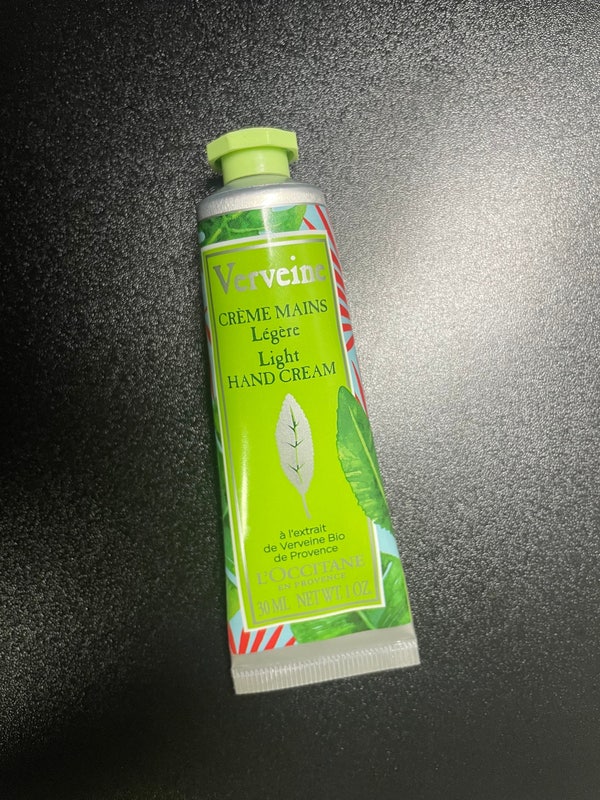 Verveine
CRÈME MAINS
Légère
Light
HAND CREAM
à l'extrait
de Verveine Bio
de Provence
L'OCCITANE
EN PROVENCE
30 ML NET WT. 1 OZ.